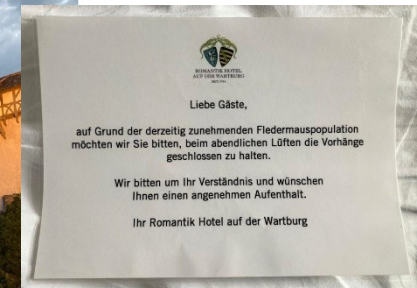 ROMANTIK HOTEL
AUF DER WARTBURG
Liebe Gäste,
auf Grund der derzeitig zunehmenden Fledermauspopulation
möchten wir Sie bitten, beim abendlichen Lüften die Vorhänge
geschlossen zu halten.
Wir bitten um Ihr Verständnis und wünschen
Ihnen einen angenehmen Aufenthalt.
Ihr Romantik Hotel auf der Wartburg